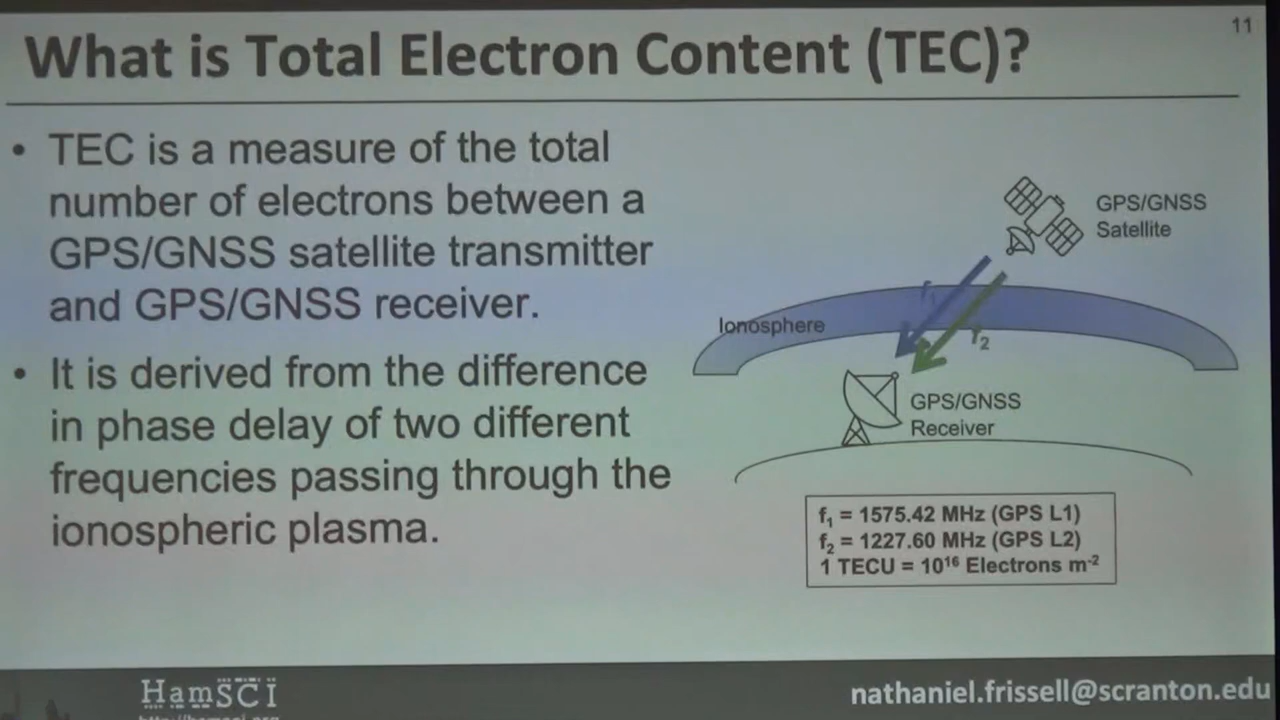 11
What is Total Electron Content (TEC)?
• TEC is a measure of the total
number of electrons between a
GPS/GNSS satellite transmitter
and GPS/GNSS receiver.
• It is derived from the difference
in phase delay of two different
frequencies passing through the
ionospheric plasma.
GPS/GNSS
Satellite
f₁
Ionosphere
f₂
GPS/GNSS
Receiver
f₁ = 1575.42 MHz (GPS L1)
f₂ = 1227.60 MHz (GPS L2)
1 TECU = 10¹⁶ Electrons m⁻²
HamSCI
nathaniel.frissell@scranton.edu